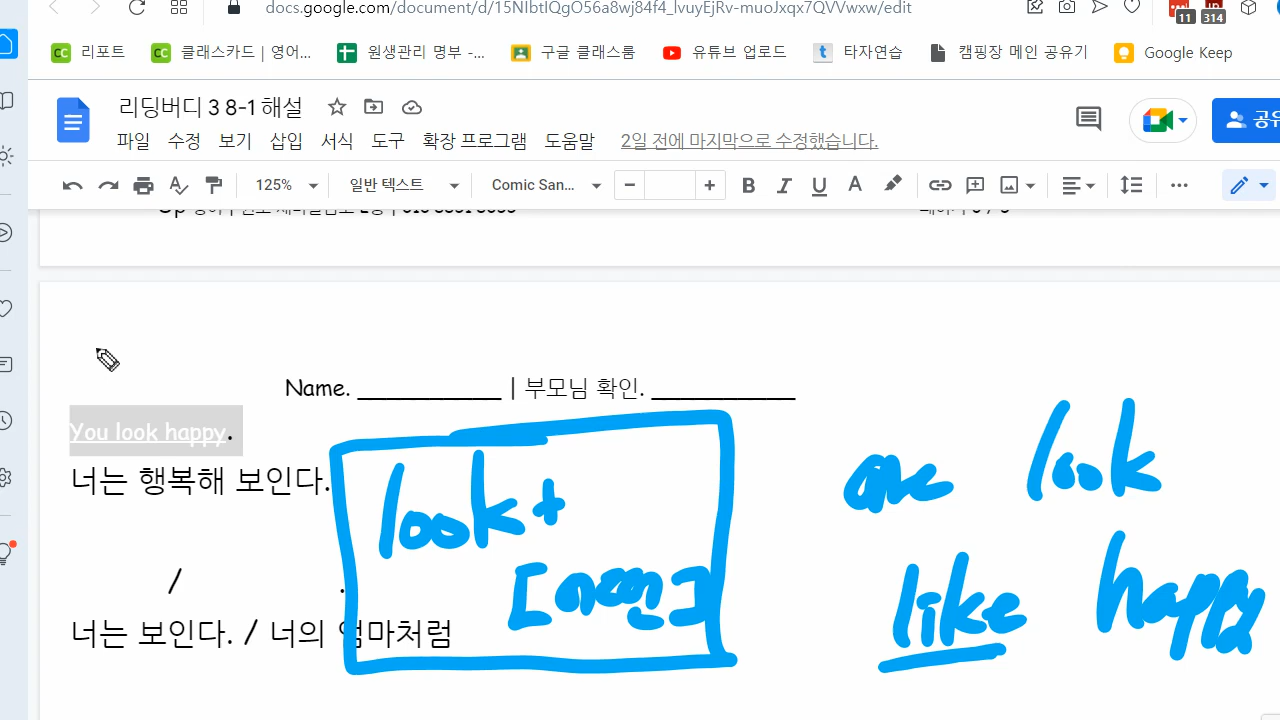 docs.google.com/document/d/15NIbtIQgO56a8wj84f4_lvuyEjRv-muoJxqx7QVVwxw/edit
11 314
리포트 클래스카드 | 영어... 원생관리 명부 -... 구글 클래스룸 유튜브 업로드 타자연습 캠핑장 메인 공유기 Google Keep
리딩버디 3 8-1 해설
파일 수정 보기 삽입 서식 도구 확장 프로그램 도움말 2일 전에 마지막으로 수정했습니다.
공유
125% 일반 텍스트 Comic San...
Name. ___________ | 부모님 확인. ___________
You look happy.
너는 행복해 보인다.
/ .
너는 보인다. / 너의 엄마처럼
look+
[어떤]
look
like happy